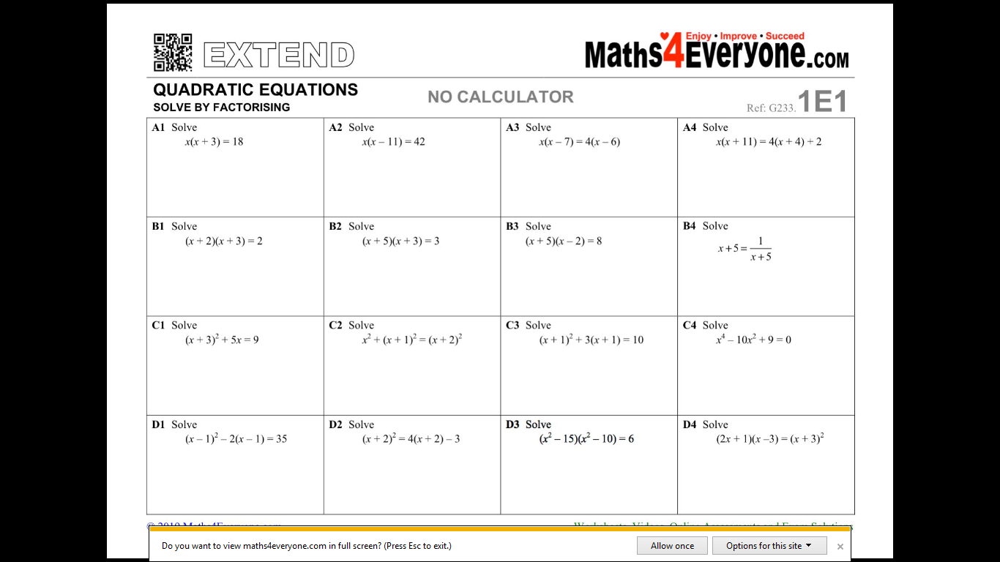 EXTEND
Enjoy • Improve • Succeed
Maths4Everyone.COM
QUADRATIC EQUATIONS
SOLVE BY FACTORISING
NO CALCULATOR
Ref: G233. 1E1
A1 Solve
x(x + 3) = 18
A2 Solve
x(x – 11) = 42
A3 Solve
x(x – 7) = 4(x – 6)
A4 Solve
x(x + 11) = 4(x + 4) + 2
B1 Solve
(x + 2)(x + 3) = 2
B2 Solve
(x + 5)(x + 3) = 3
B3 Solve
(x + 5)(x – 2) = 8
B4 Solve
x + 5 = 1/(x + 5)
C1 Solve
(x + 3)² + 5x = 9
C2 Solve
x² + (x + 1)² = (x + 2)²
C3 Solve
(x + 1)² + 3(x + 1) = 10
C4 Solve
x⁴ – 10x² + 9 = 0
D1 Solve
(x – 1)² – 2(x – 1) = 35
D2 Solve
(x + 2)² = 4(x + 2) – 3
D3 Solve
(x² – 15)(x² – 10) = 6
D4 Solve
(2x + 1)(x –3) = (x + 3)²
© 2019 Maths4Everyone.com
Worksheets, Videos, Online Assessments and Exam Solutions
Do you want to view maths4everyone.com in full screen? (Press Esc to exit.)
Allow once
Options for this site